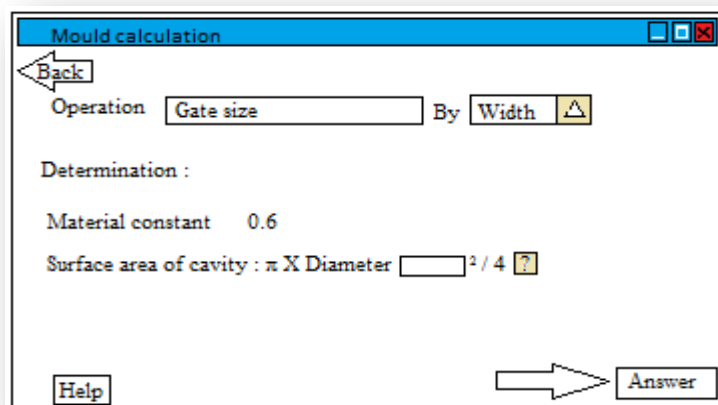 Mould calculation
Back
Operation Gate size By Width
Determination :
Material constant 0.6
Surface area of cavity : π X Diameter ² / 4 ?
Help Answer